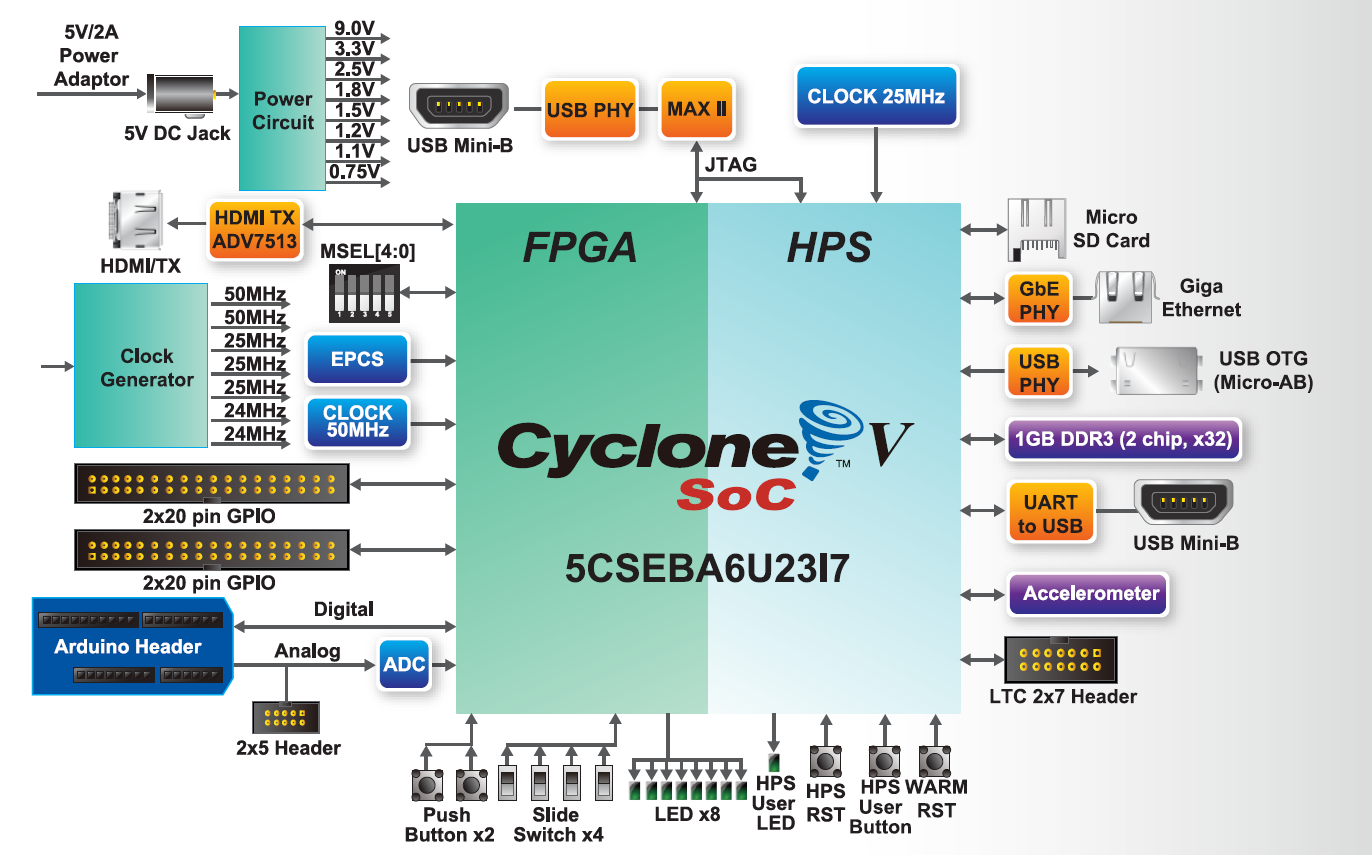 5V/2A
Power
Adaptor
5V DC Jack
Power
Circuit
9.0V
3.3V
2.5V
1.8V
1.5V
1.2V
1.1V
0.75V
USB Mini-B
USB PHY
MAX II
JTAG
CLOCK 25MHz
HDMI/TX
HDMI TX
ADV7513
MSEL[4:0]
ON
1 2 3 4 5
Clock
Generator
50MHz
50MHz
25MHz
25MHz
25MHz
24MHz
24MHz
EPCS
CLOCK
50MHz
2x20 pin GPIO
2x20 pin GPIO
Arduino Header
Digital
Analog
ADC
2x5 Header
FPGA
HPS
Cyclone V
TM
SoC
5CSEBA6U23I7
Micro
SD Card
GbE
PHY
Giga
Ethernet
USB
PHY
USB OTG
(Micro-AB)
1GB DDR3 (2 chip, x32)
UART
to USB
USB Mini-B
Accelerometer
LTC 2x7 Header
Push
Button x2
Slide
Switch x4
LED x8
HPS
User
LED
HPS
RST
HPS
User
Button
WARM
RST